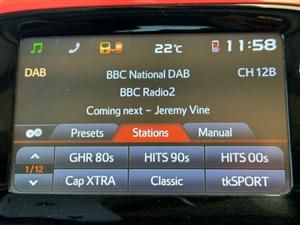 22°C 11:58
DAB BBC National DAB CH 12B
BBC Radio2
Coming next – Jeremy Vine
Presets Stations Manual
GHR 80s HITS 90s HITS 00s
1/12
Cap XTRA Classic tkSPORT